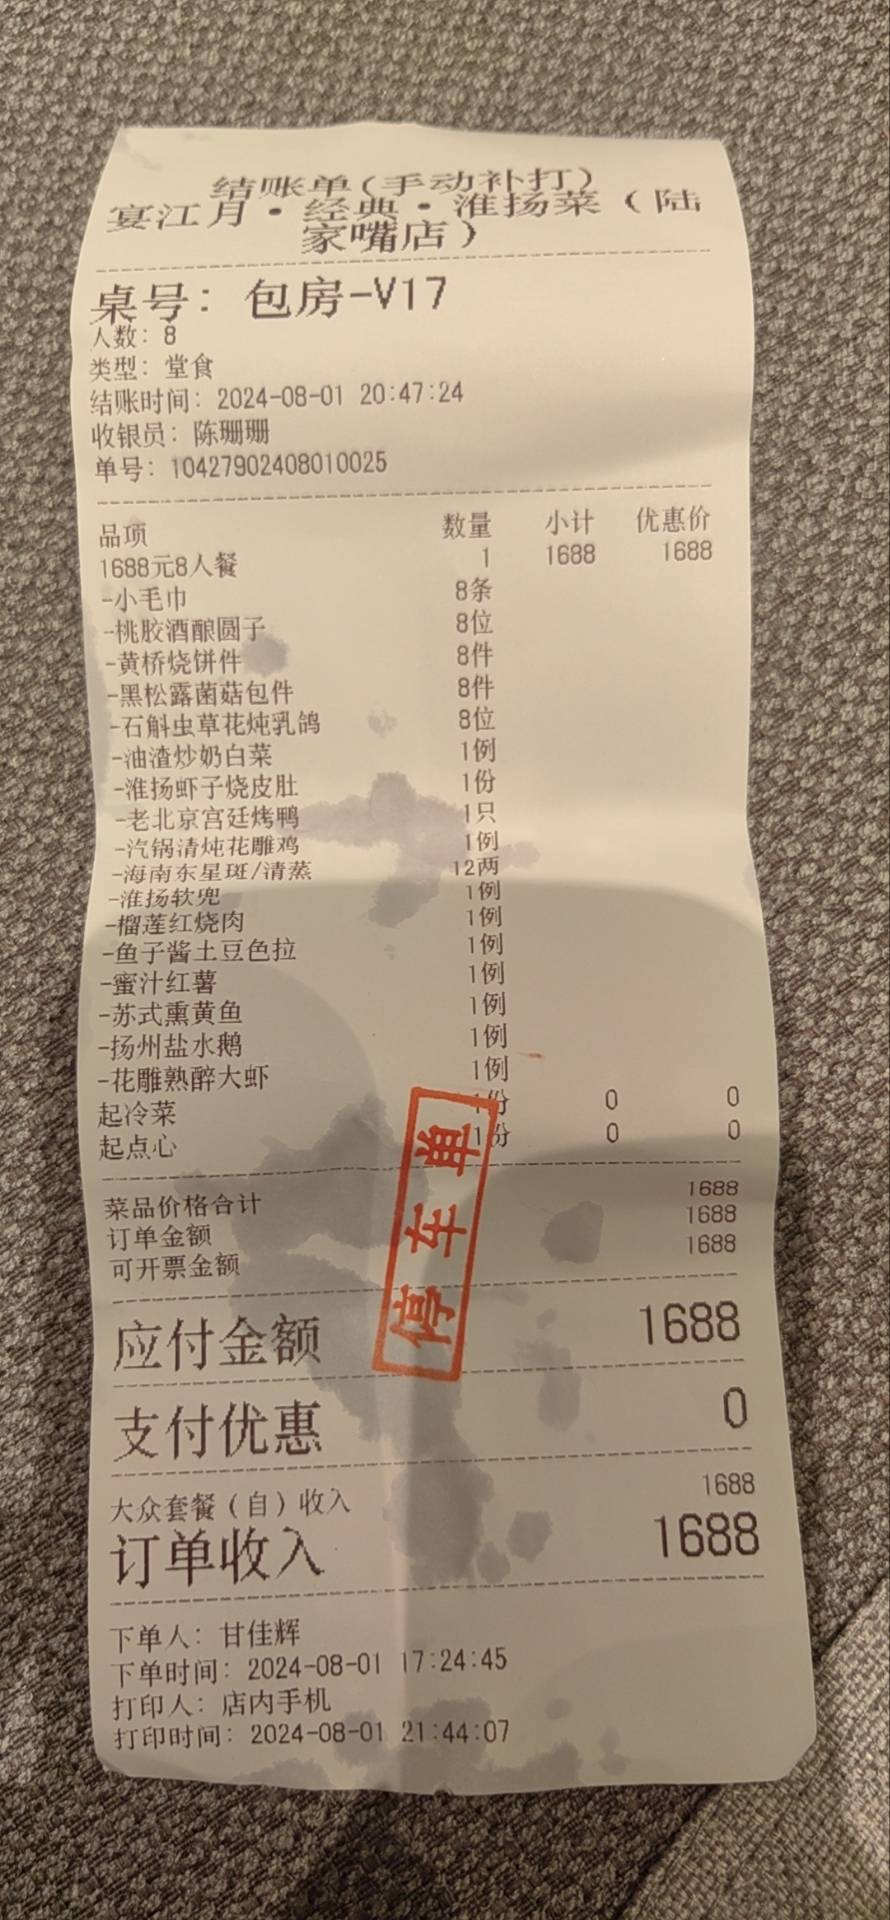 结账单(手动补打)
宴江月·经典·淮扬菜(陆
家嘴店)
桌号: 包房-V17
人数: 8
类型: 堂食
结账时间: 2024-08-01 20:47:24
收银员: 陈珊珊
单号: 10427902408010025
品项 数量 小计 优惠价
1688元8人餐 1 1688 1688
-小毛巾 8条
-桃胶酒酿圆子 8位
-黄桥烧饼件 8件
-黑松露菌菇包件 8件
-石斛虫草花炖乳鸽 8位
-油渣炒奶白菜 1例
-淮扬虾子烧皮肚 1份
-老北京宫廷烤鸭 1只
-汽锅清炖花雕鸡 1例
-海南东星斑/清蒸 12两
-淮扬软兜 1例
-榴莲红烧肉 1例
-鱼子酱土豆色拉 1例
-蜜汁红薯 1例
-苏式熏黄鱼 1例
-扬州盐水鹅 1例
-花雕熟醉大虾 1例
起冷菜 1份 0 0
起点心 1份 0 0
停车单
菜品价格合计 1688
订单金额 1688
可开票金额 1688
应付金额 1688
支付优惠 0
大众套餐(自)收入 1688
订单收入 1688
下单人: 甘佳辉
下单时间: 2024-08-01 17:24:45
打印人: 店内手机
打印时间: 2024-08-01 21:44:07